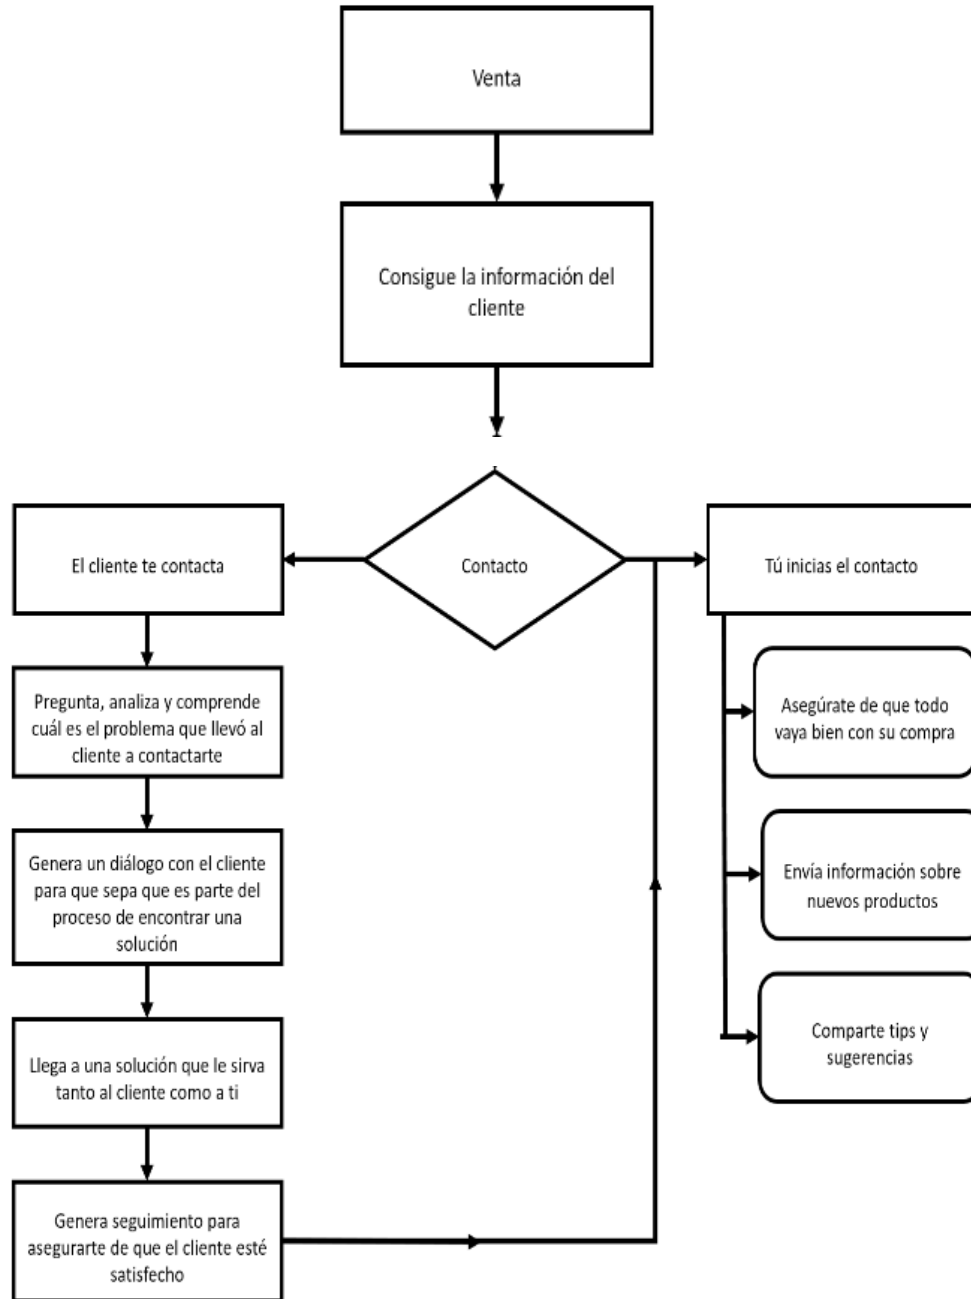 Venta
Consigue la información del
cliente
Contacto
El cliente te contacta
Pregunta, analiza y comprende
cuál es el problema que llevó al
cliente a contactarte
Genera un diálogo con el cliente
para que sepa que es parte del
proceso de encontrar una
solución
Llega a una solución que le sirva
tanto al cliente como a ti
Genera seguimiento para
asegurarte de que el cliente esté
satisfecho
Tú inicias el contacto
Asegúrate de que todo
vaya bien con su compra
Envía información sobre
nuevos productos
Comparte tips y
sugerencias